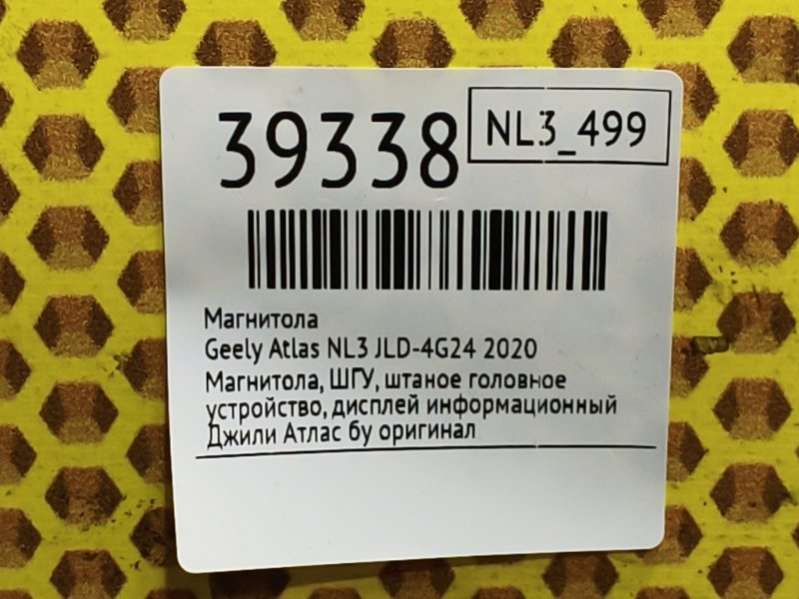 39338
NL3_499
Магнитола
Geely Atlas NL3 JLD-4G24 2020
Магнитола, ШГУ, штаное головное
устройство, дисплей информационный
Джили Атлас бу оригинал